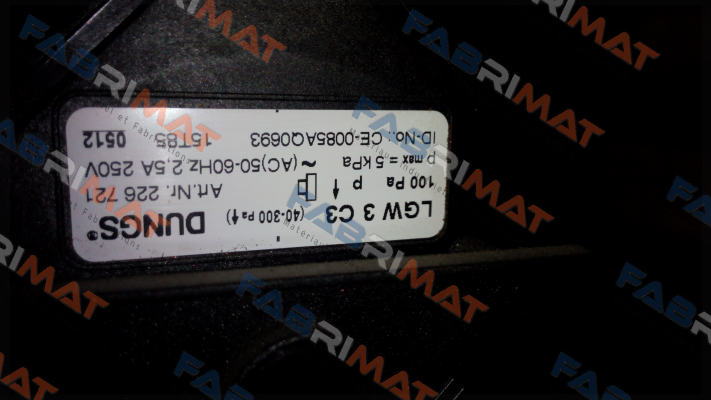 LGW 3 C3 (40-300 Pa↑) DUNGS®
100 Pa p↑ Art.Nr. 226 721
p max = 5 kPa ~ (AC)50-60Hz 2,5A 250V
ID-No.: CE-0085AQ0693 15T85 0512
FABRIMAT
FABRIMAT
FABRIMAT
FABRIMAT
FABRIMAT
FABRIMAT
FABRIMAT
FABRIMAT
FABRIMAT